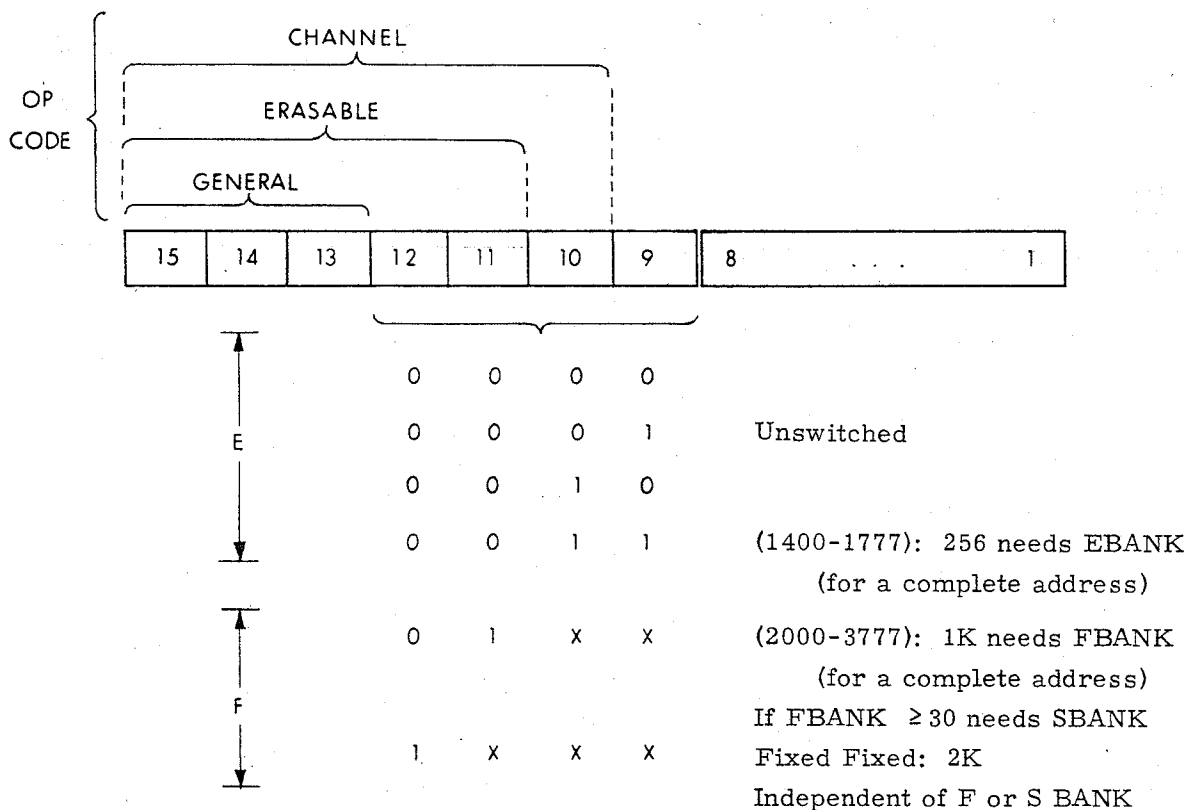 CHANNEL
OP
CODE
ERASABLE
GENERAL
15 14 13 12 11 10 9 8 . . . 1
0 0 0 0
E
0 0 0 1 Unswitched
0 0 1 0
0 0 1 1 (1400-1777): 256 needs EBANK
(for a complete address)
F
0 1 X X (2000-3777): 1K needs FBANK
(for a complete address)
If FBANK ≥ 30 needs SBANK
1 X X X Fixed Fixed: 2K
Independent of F or S BANK